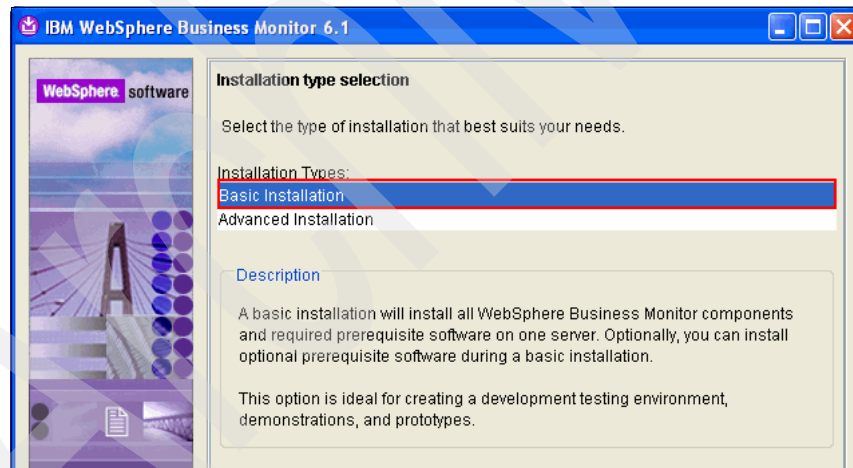 IBM WebSphere Business Monitor 6.1
WebSphere software
Installation type selection
Select the type of installation that best suits your needs.
Installation Types:
Basic Installation
Advanced Installation
Description
A basic installation will install all WebSphere Business Monitor components
and required prerequisite software on one server. Optionally, you can install
optional prerequisite software during a basic installation.
This option is ideal for creating a development testing environment,
demonstrations, and prototypes.